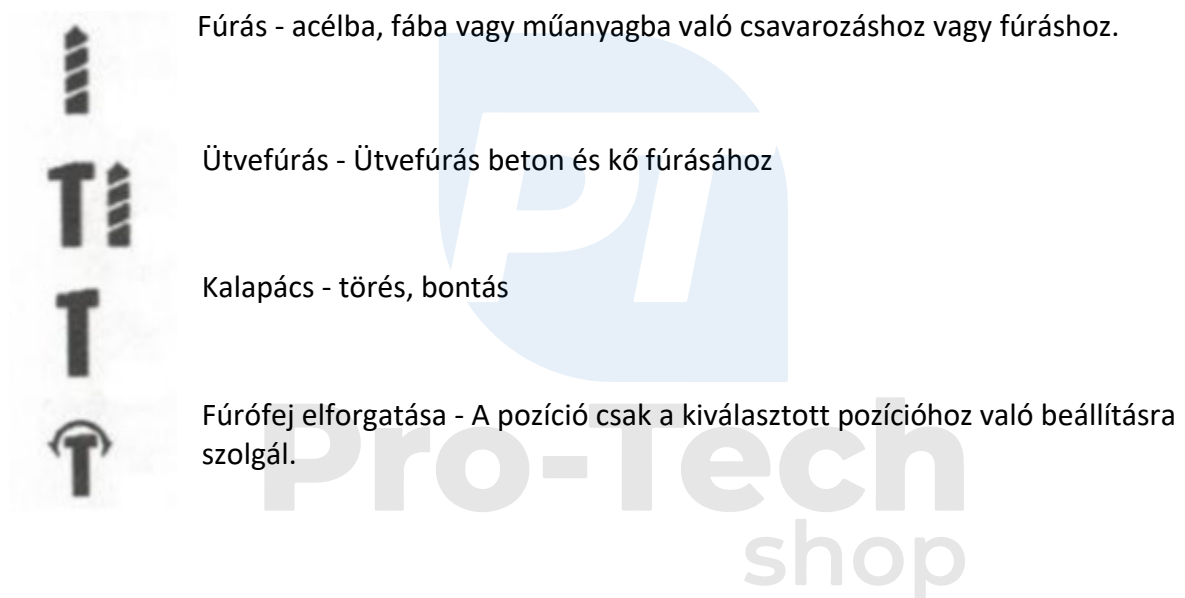 Fúrás - acélba, fába vagy műanyagba való csavarozáshoz vagy fúráshoz.
Ütvefúrás - Ütvefúrás beton és kő fúrásához
Kalapács - törés, bontás
Fúrófej elforgatása - A pozíció csak a kiválasztott pozícióhoz való beállításra
szolgál.
PT
Pro-Tech
shop